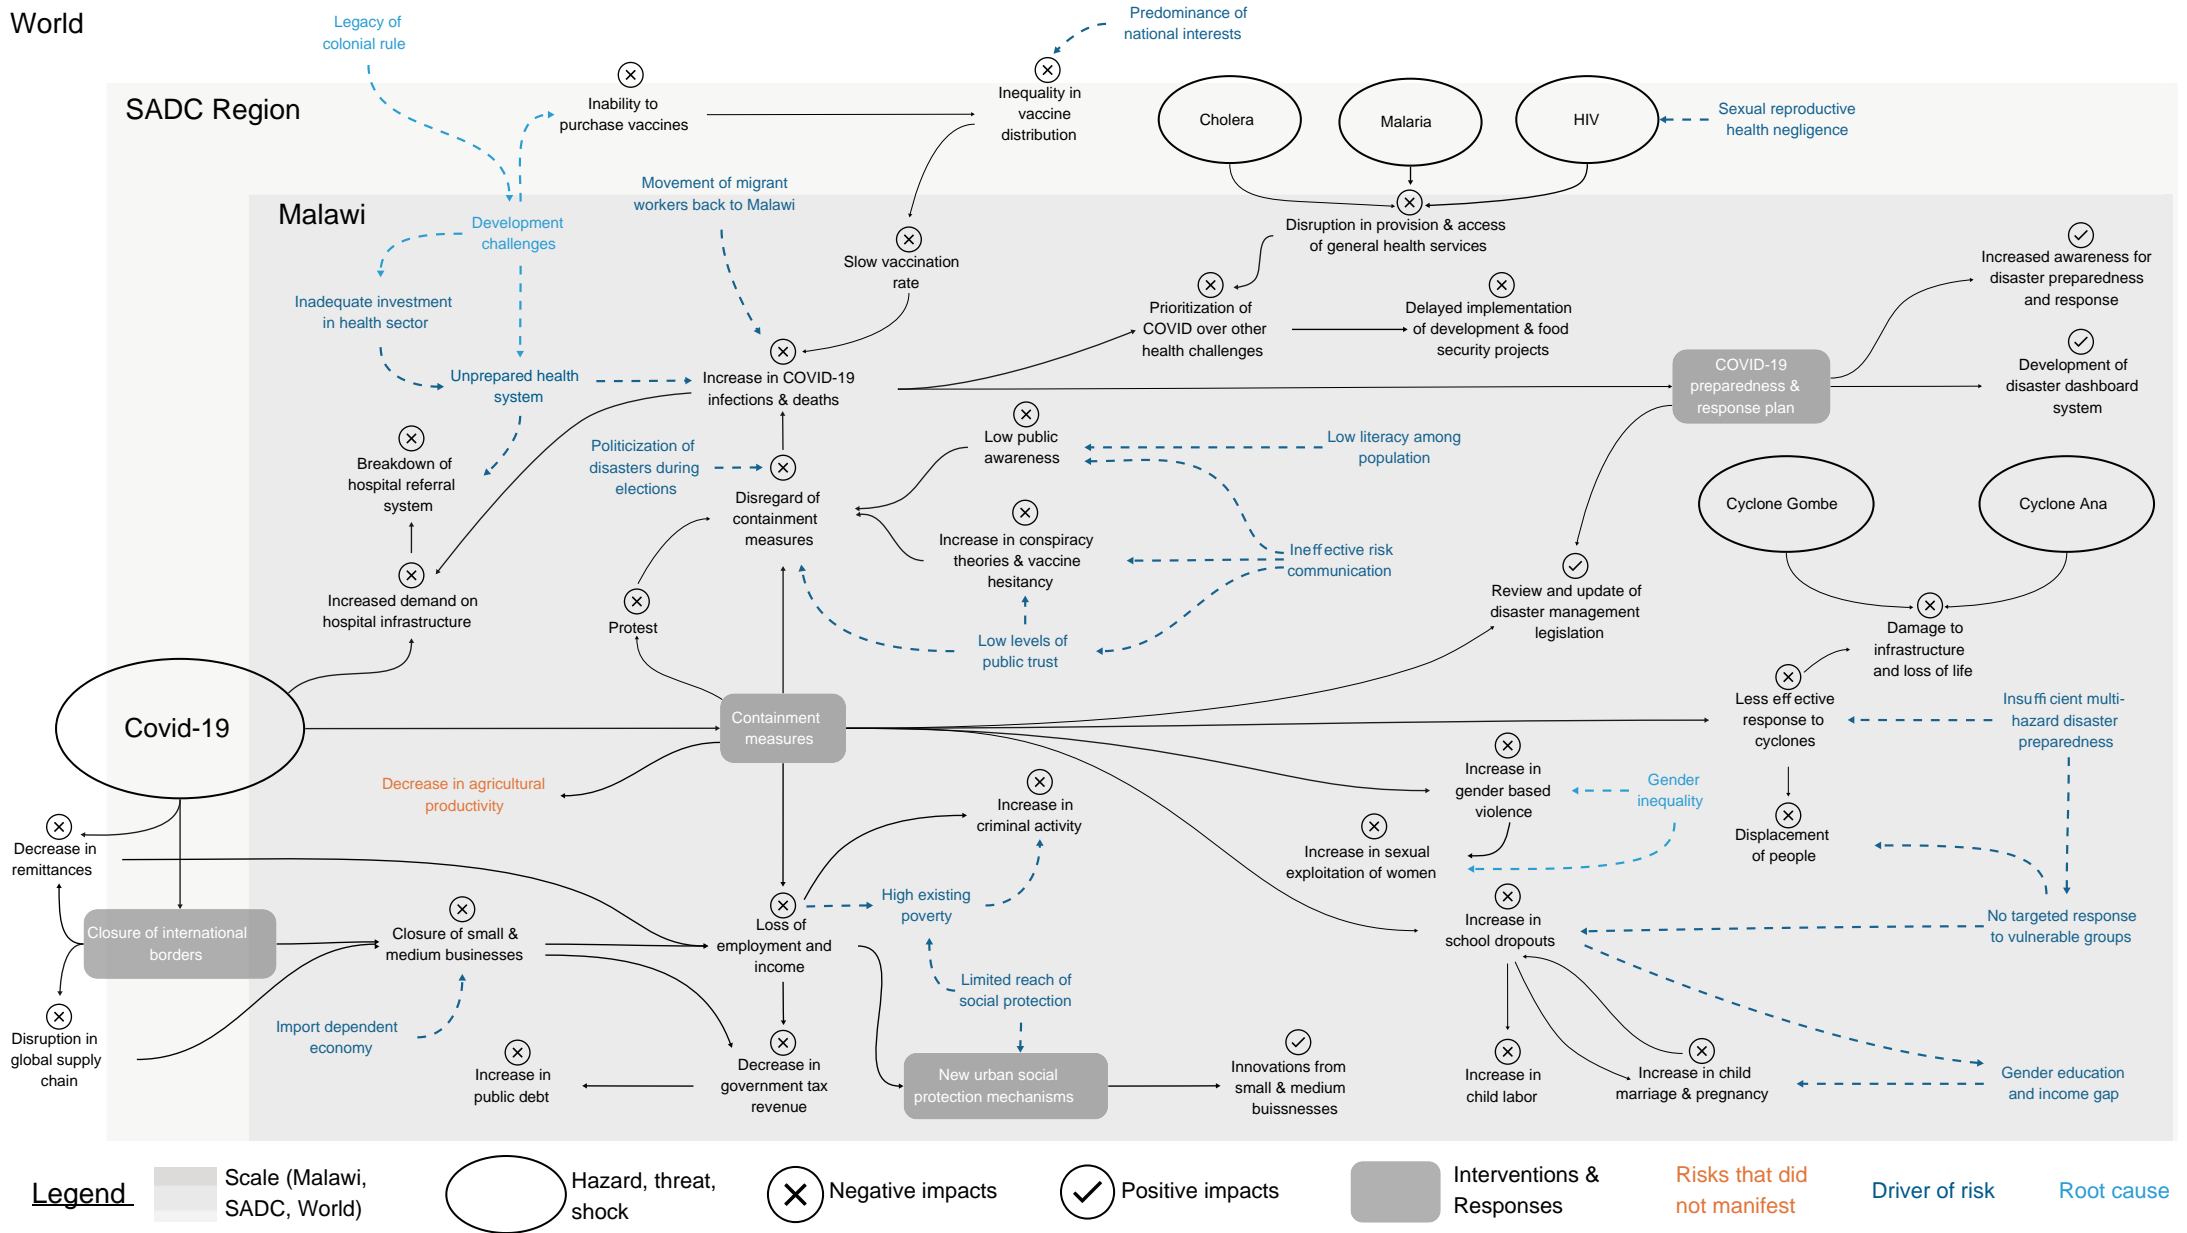 World
Legacy of
colonial rule
Predominance of
national interests
SADC Region
Inability to
purchase vaccines
Inequality in
vaccine
distribution
Cholera
Malaria
HIV
Sexual reproductive
health negligence
Malawi
Movement of migrant
workers back to Malawi
Development
challenges
Disruption in provision & access
of general health services
Slow vaccination
rate
Increased awareness for
disaster preparedness
and response
Inadequate investment
in health sector
Prioritization of
COVID over other
health challenges
Delayed implementation
of development & food
security projects
Unprepared health
system
Increase in COVID-19
infections & deaths
COVID-19
preparedness &
response plan
Development of
disaster dashboard
system
Breakdown of
hospital referral
system
Politicization of
disasters during
elections
Low public
awareness
Low literacy among
population
Disregard of
containment
measures
Cyclone Gombe
Cyclone Ana
Increase in conspiracy
theories & vaccine
hesitancy
Ineffective risk
communication
Increased demand on
hospital infrastructure
Protest
Low levels of
public trust
Review and update of
disaster management
legislation
Damage to
infrastructure
and loss of life
Covid-19
Containment
measures
Less effective
response to
cyclones
Insufficient multi-
hazard disaster
preparedness
Decrease in agricultural
productivity
Increase in
criminal activity
Increase in
gender based
violence
Gender
inequality
Decrease in
remittances
Increase in sexual
exploitation of women
Displacement
of people
Closure of international
borders
Closure of small &
medium businesses
Loss of
employment and
income
High existing
poverty
Increase in
school dropouts
No targeted response
to vulnerable groups
Limited reach of
social protection
Disruption in
global supply
chain
Import dependent
economy
Increase in
public debt
Decrease in
government tax
revenue
New urban social
protection mechanisms
Innovations from
small & medium
buissnesses
Increase in
child labor
Increase in child
marriage & pregnancy
Gender education
and income gap
Legend
Scale (Malawi,
SADC, World)
Hazard, threat,
shock
Negative impacts
Positive impacts
Interventions &
Responses
Risks that did
not manifest
Driver of risk
Root cause